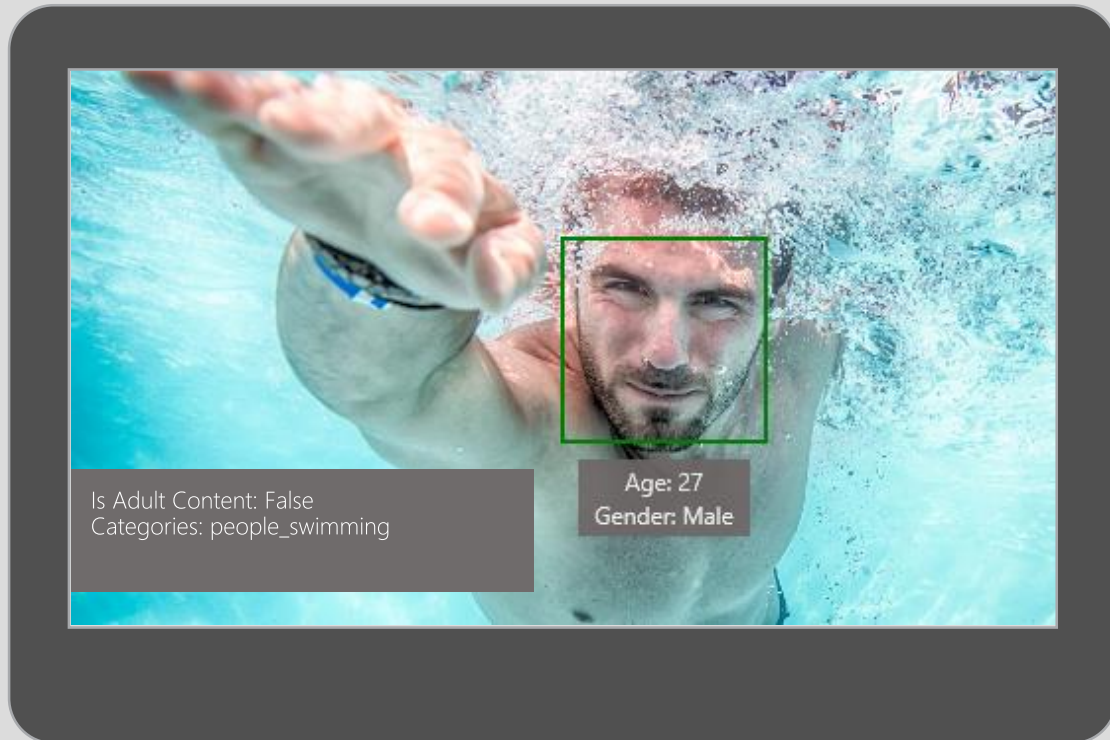 Is Adult Content: False
Categories: people_swimming
Age: 27
Gender: Male